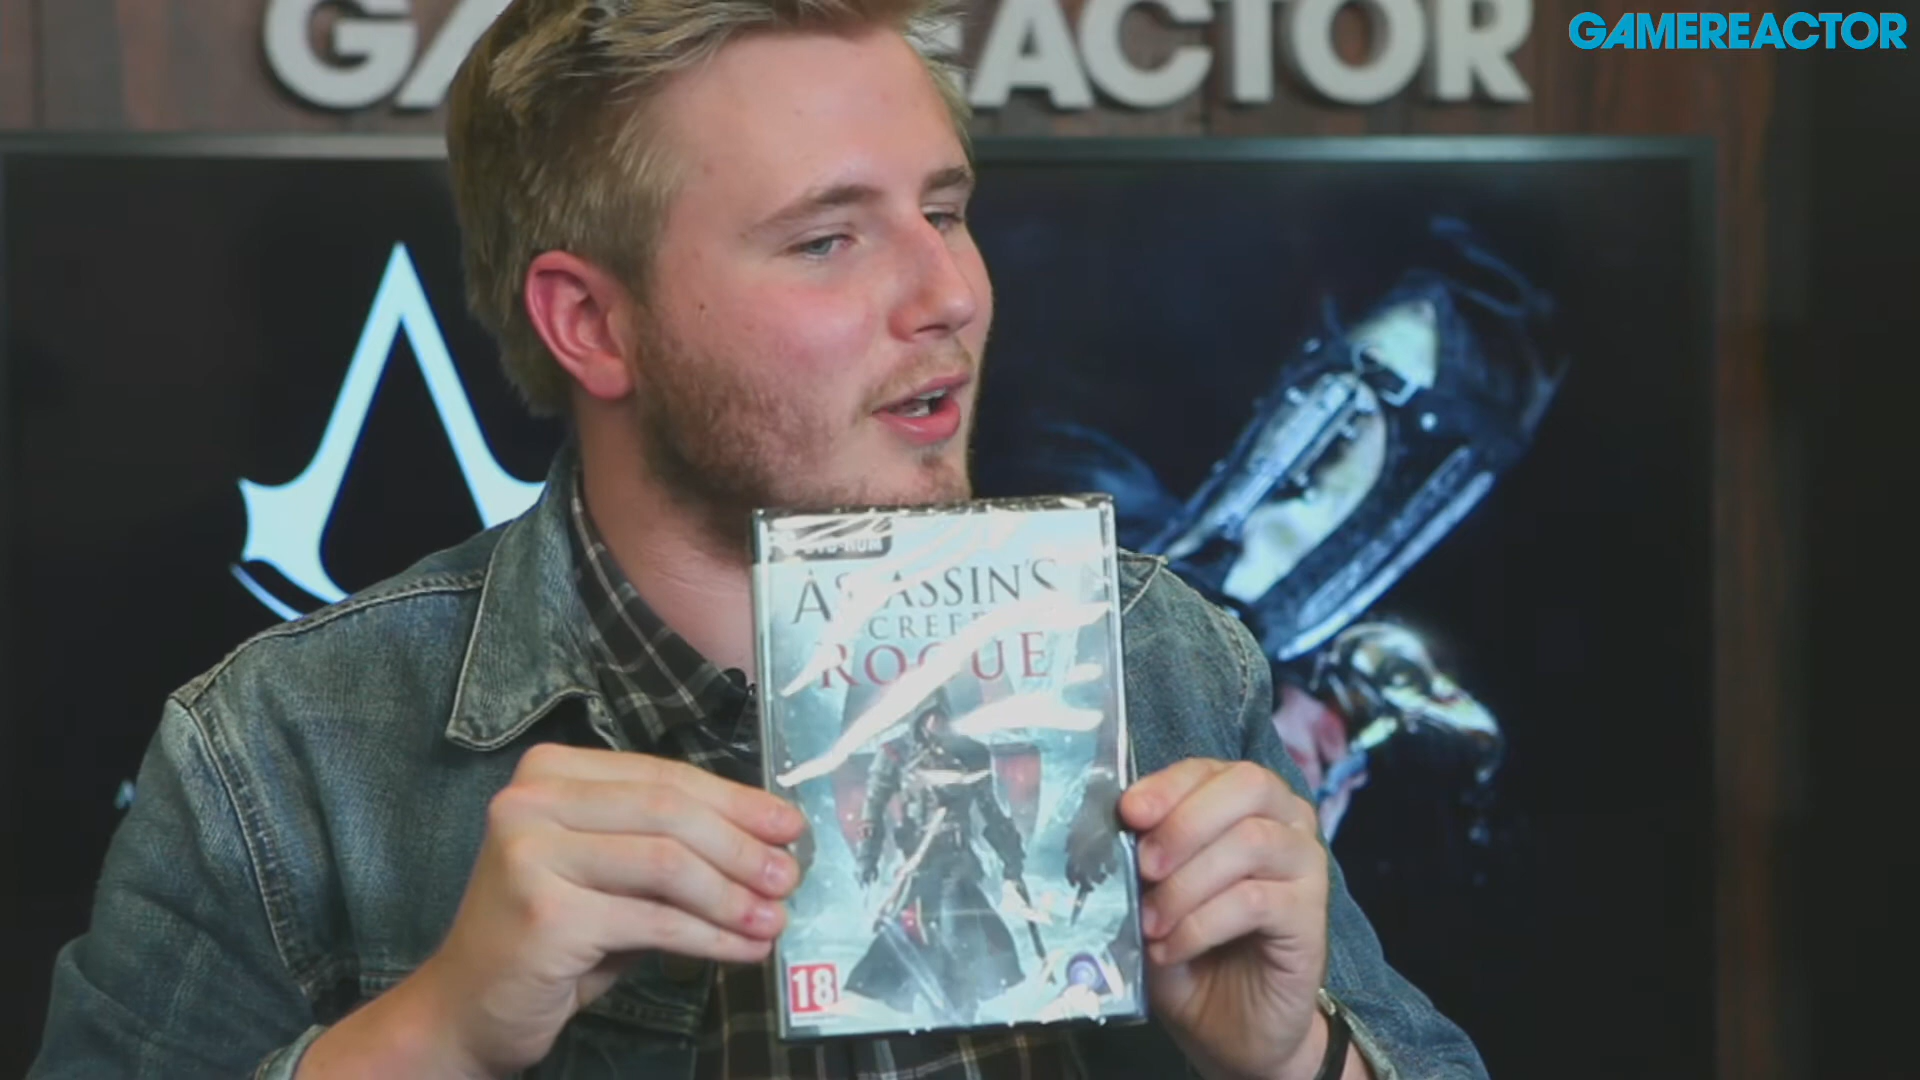 GA EACTOR
GAMEREACTOR
DVD-ROM
ASSASSIN'S
CREED
ROGUE
18